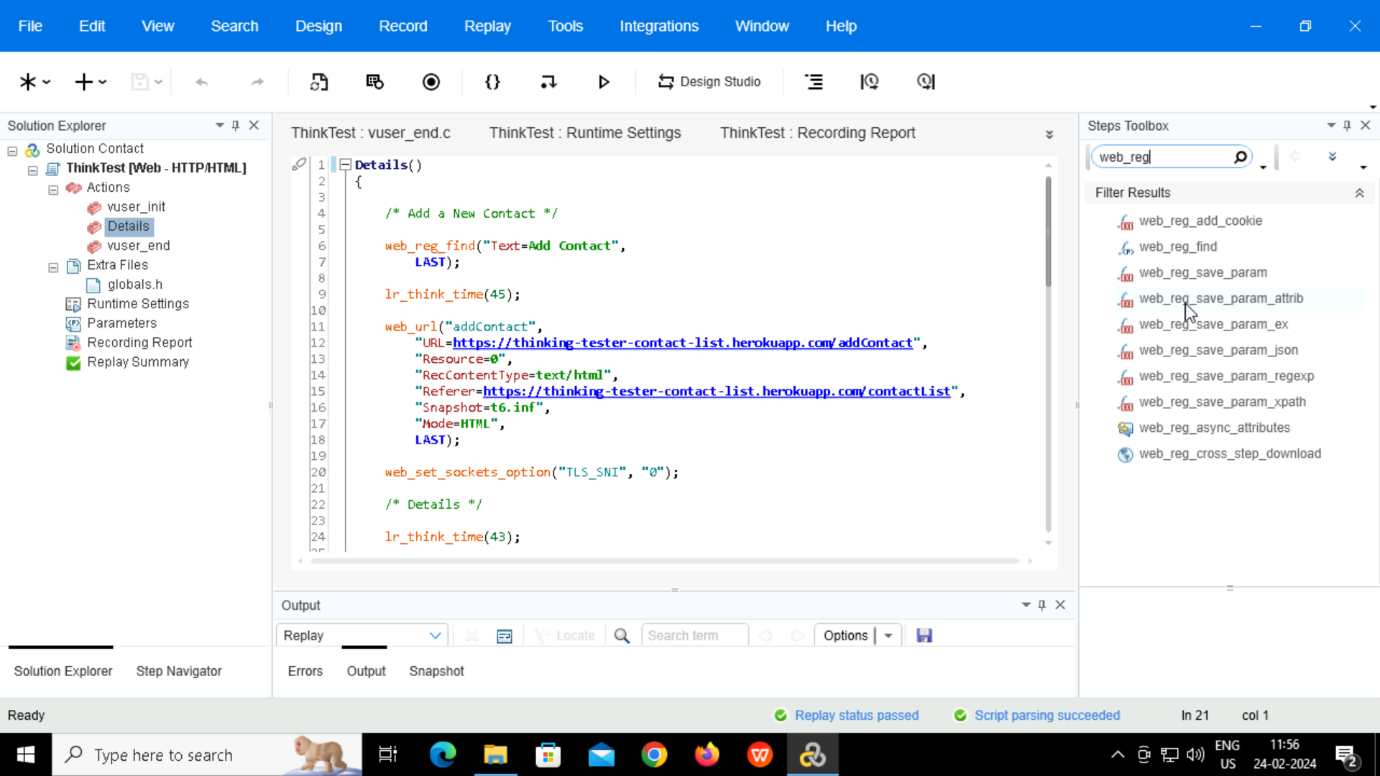 File Edit View Search Design Record Replay Tools Integrations Window Help
Design Studio
Solution Explorer
Solution Contact
ThinkTest [Web - HTTP/HTML]
Actions
vuser_init
Details
vuser_end
Extra Files
globals.h
Runtime Settings
Parameters
Recording Report
Replay Summary
Solution Explorer Step Navigator
ThinkTest : vuser_end.c ThinkTest : Runtime Settings ThinkTest : Recording Report
1 Details()
2 {
3
4 /* Add a New Contact */
5
6 web_reg_find("Text=Add Contact",
7 LAST);
8
9 lr_think_time(45);
10
11 web_url("addContact",
12 "URL=https://thinking-tester-contact-list.herokuapp.com/addContact",
13 "Resource=0",
14 "RecContentType=text/html",
15 "Referer=https://thinking-tester-contact-list.herokuapp.com/contactList",
16 "Snapshot=t6.inf",
17 "Mode=HTML",
18 LAST);
19
20 web_set_sockets_option("TLS_SNI", "0");
21
22 /* Details */
23
24 lr_think_time(43);
Output
Replay Locate Search term Options
Errors Output Snapshot
Steps Toolbox
web_reg
Filter Results
web_reg_add_cookie
web_reg_find
web_reg_save_param
web_reg_save_param_attrib
web_reg_save_param_ex
web_reg_save_param_json
web_reg_save_param_regexp
web_reg_save_param_xpath
web_reg_async_attributes
web_reg_cross_step_download
Ready Replay status passed Script parsing succeeded ln 21 col 1
Type here to search
ENG
US
11:56
24-02-2024
2